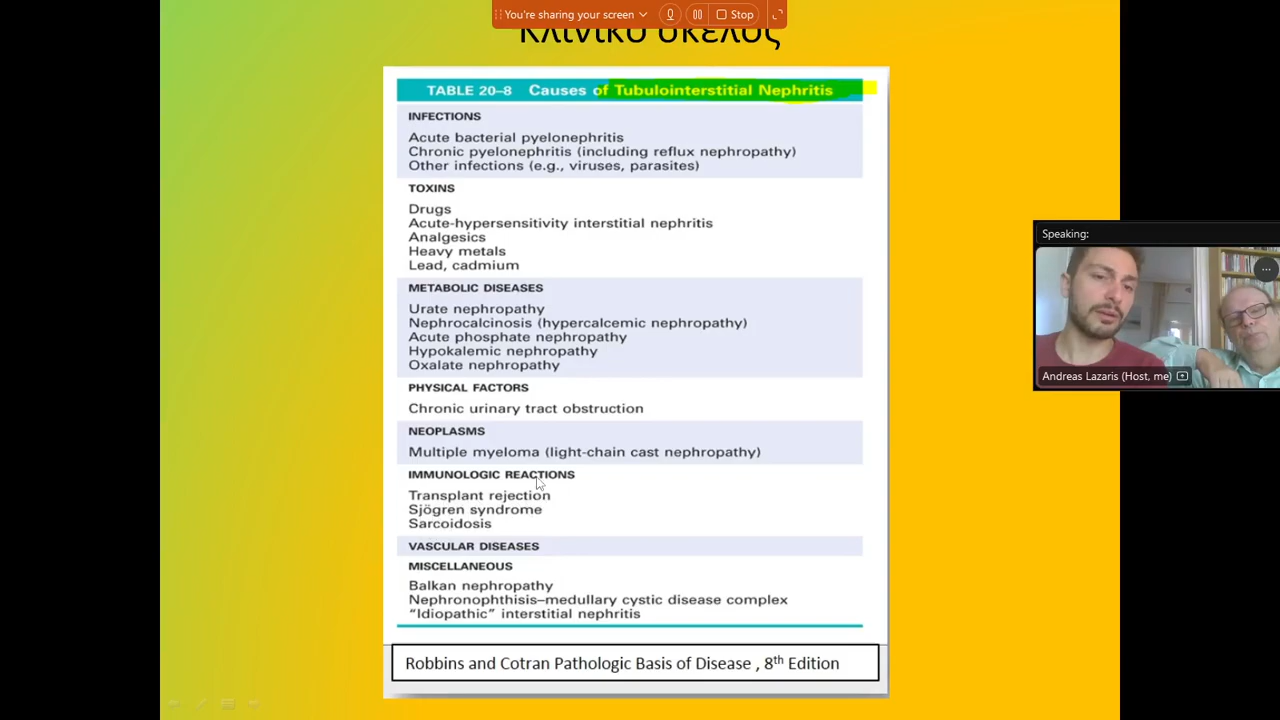 You're sharing your screen
Stop
Κλινικό σκέλος
TABLE 20–8 Causes of Tubulointerstitial Nephritis
INFECTIONS
Acute bacterial pyelonephritis
Chronic pyelonephritis (including reflux nephropathy)
Other infections (e.g., viruses, parasites)
TOXINS
Drugs
Acute-hypersensitivity interstitial nephritis
Analgesics
Heavy metals
Lead, cadmium
METABOLIC DISEASES
Urate nephropathy
Nephrocalcinosis (hypercalcemic nephropathy)
Acute phosphate nephropathy
Hypokalemic nephropathy
Oxalate nephropathy
PHYSICAL FACTORS
Chronic urinary tract obstruction
NEOPLASMS
Multiple myeloma (light-chain cast nephropathy)
IMMUNOLOGIC REACTIONS
Transplant rejection
Sjögren syndrome
Sarcoidosis
VASCULAR DISEASES
MISCELLANEOUS
Balkan nephropathy
Nephronophthisis–medullary cystic disease complex
“Idiopathic” interstitial nephritis
Robbins and Cotran Pathologic Basis of Disease , 8th Edition
Speaking:
Andreas Lazaris (Host, me)